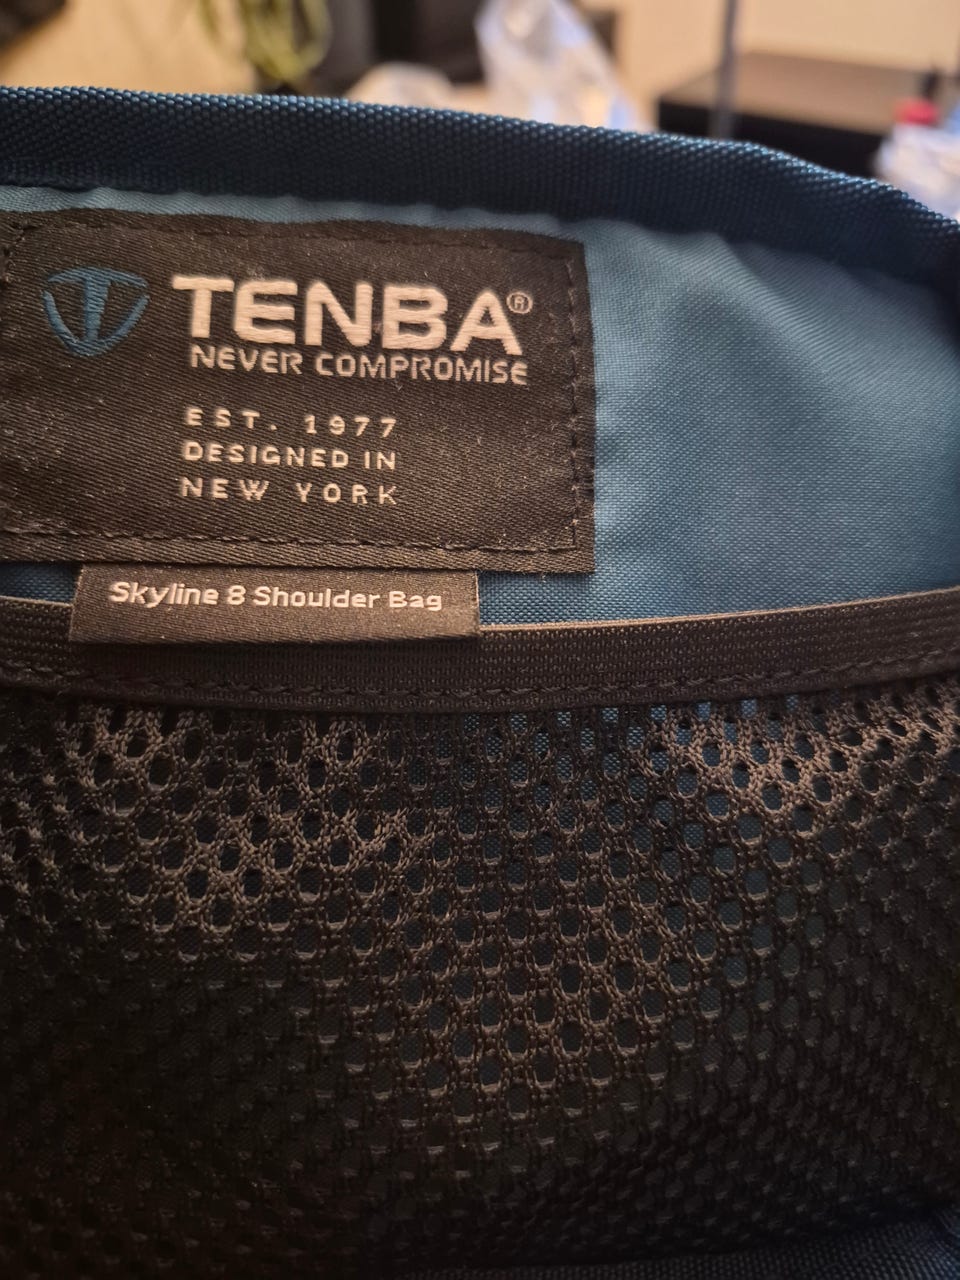 TENBA®
NEVER COMPROMISE
EST. 1977
DESIGNED IN
NEW YORK
Skyline 8 Shoulder Bag